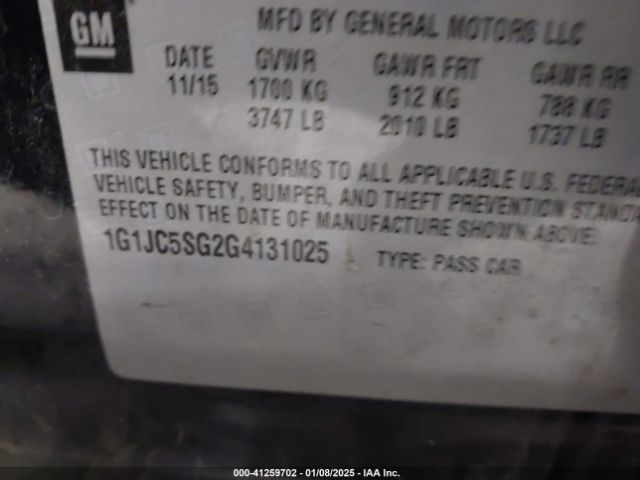 GM
MFD BY GENERAL MOTORS LLC
DATE GVWR GAWR FRT GAWR RR
11/15 1700 KG 912 KG 788 KG
3747 LB 2010 LB 1737 LB
THIS VEHICLE CONFORMS TO ALL APPLICABLE U.S. FEDERA
VEHICLE SAFETY, BUMPER, AND THEFT PREVENTION STAND
EFFECT ON THE DATE OF MANUFACTURE SHOWN ABOVE.
1G1JC5SG2G4131025 TYPE: PASS CAR
000-41259702 - 01/08/2025 - IAA Inc.